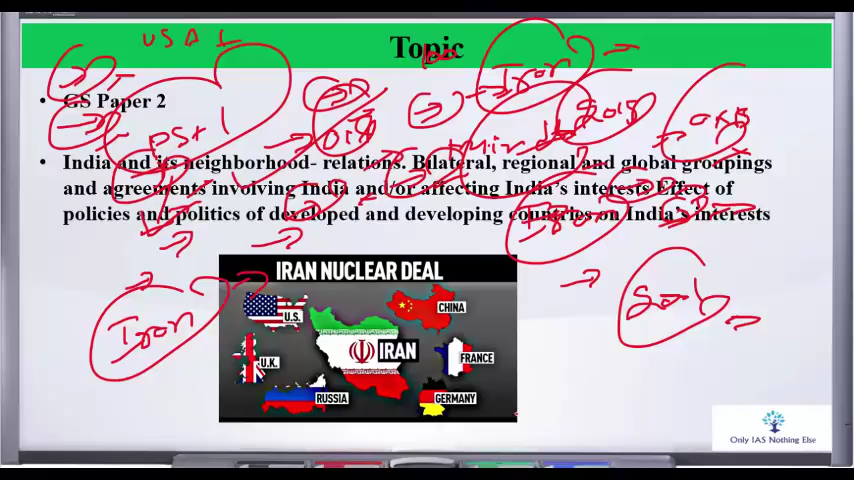 USA
Topic
Iran
• GS Paper 2
2018
P5+1
• India and its neighborhood- relations. Bilateral, regional and global groupings
and agreements involving India and/or affecting India's interests Effect of
policies and politics of developed and developing countries on India's interests
Iran
IRAN NUCLEAR DEAL
U.S.
CHINA
Iran
U.K.
IRAN
FRANCE
RUSSIA
GERMANY
Only IAS Nothing Else